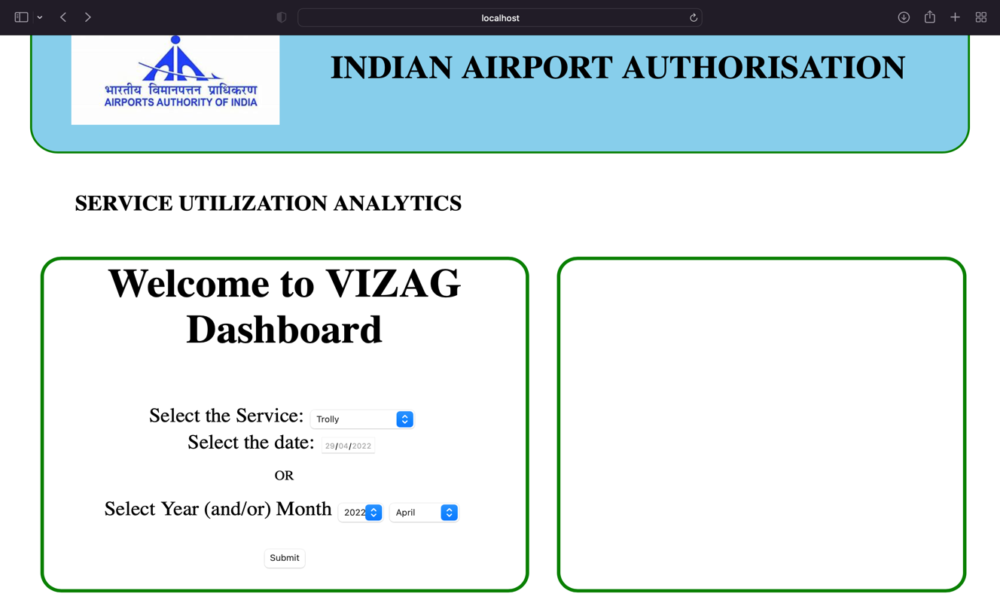 localhost
भारतीय विमानपत्तन प्राधिकरण
AIRPORTS AUTHORITY OF INDIA
INDIAN AIRPORT AUTHORISATION
SERVICE UTILIZATION ANALYTICS
Welcome to VIZAG
Dashboard
Select the Service: Trolly
Select the date: 29/04/2022
OR
Select Year (and/or) Month 2022 April
Submit